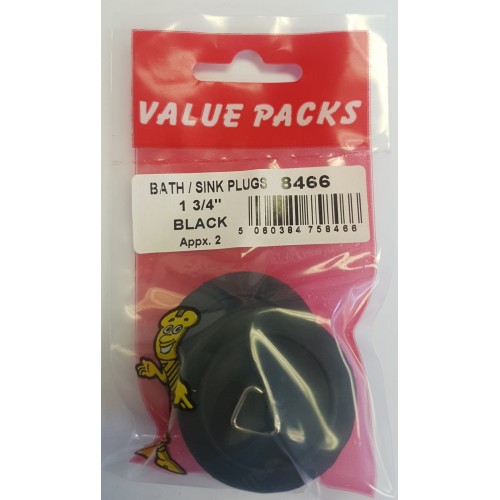 VALUE PACKS
BATH / SINK PLUGS 8466
1 3/4"
BLACK
Appx. 2
5 060384 758466